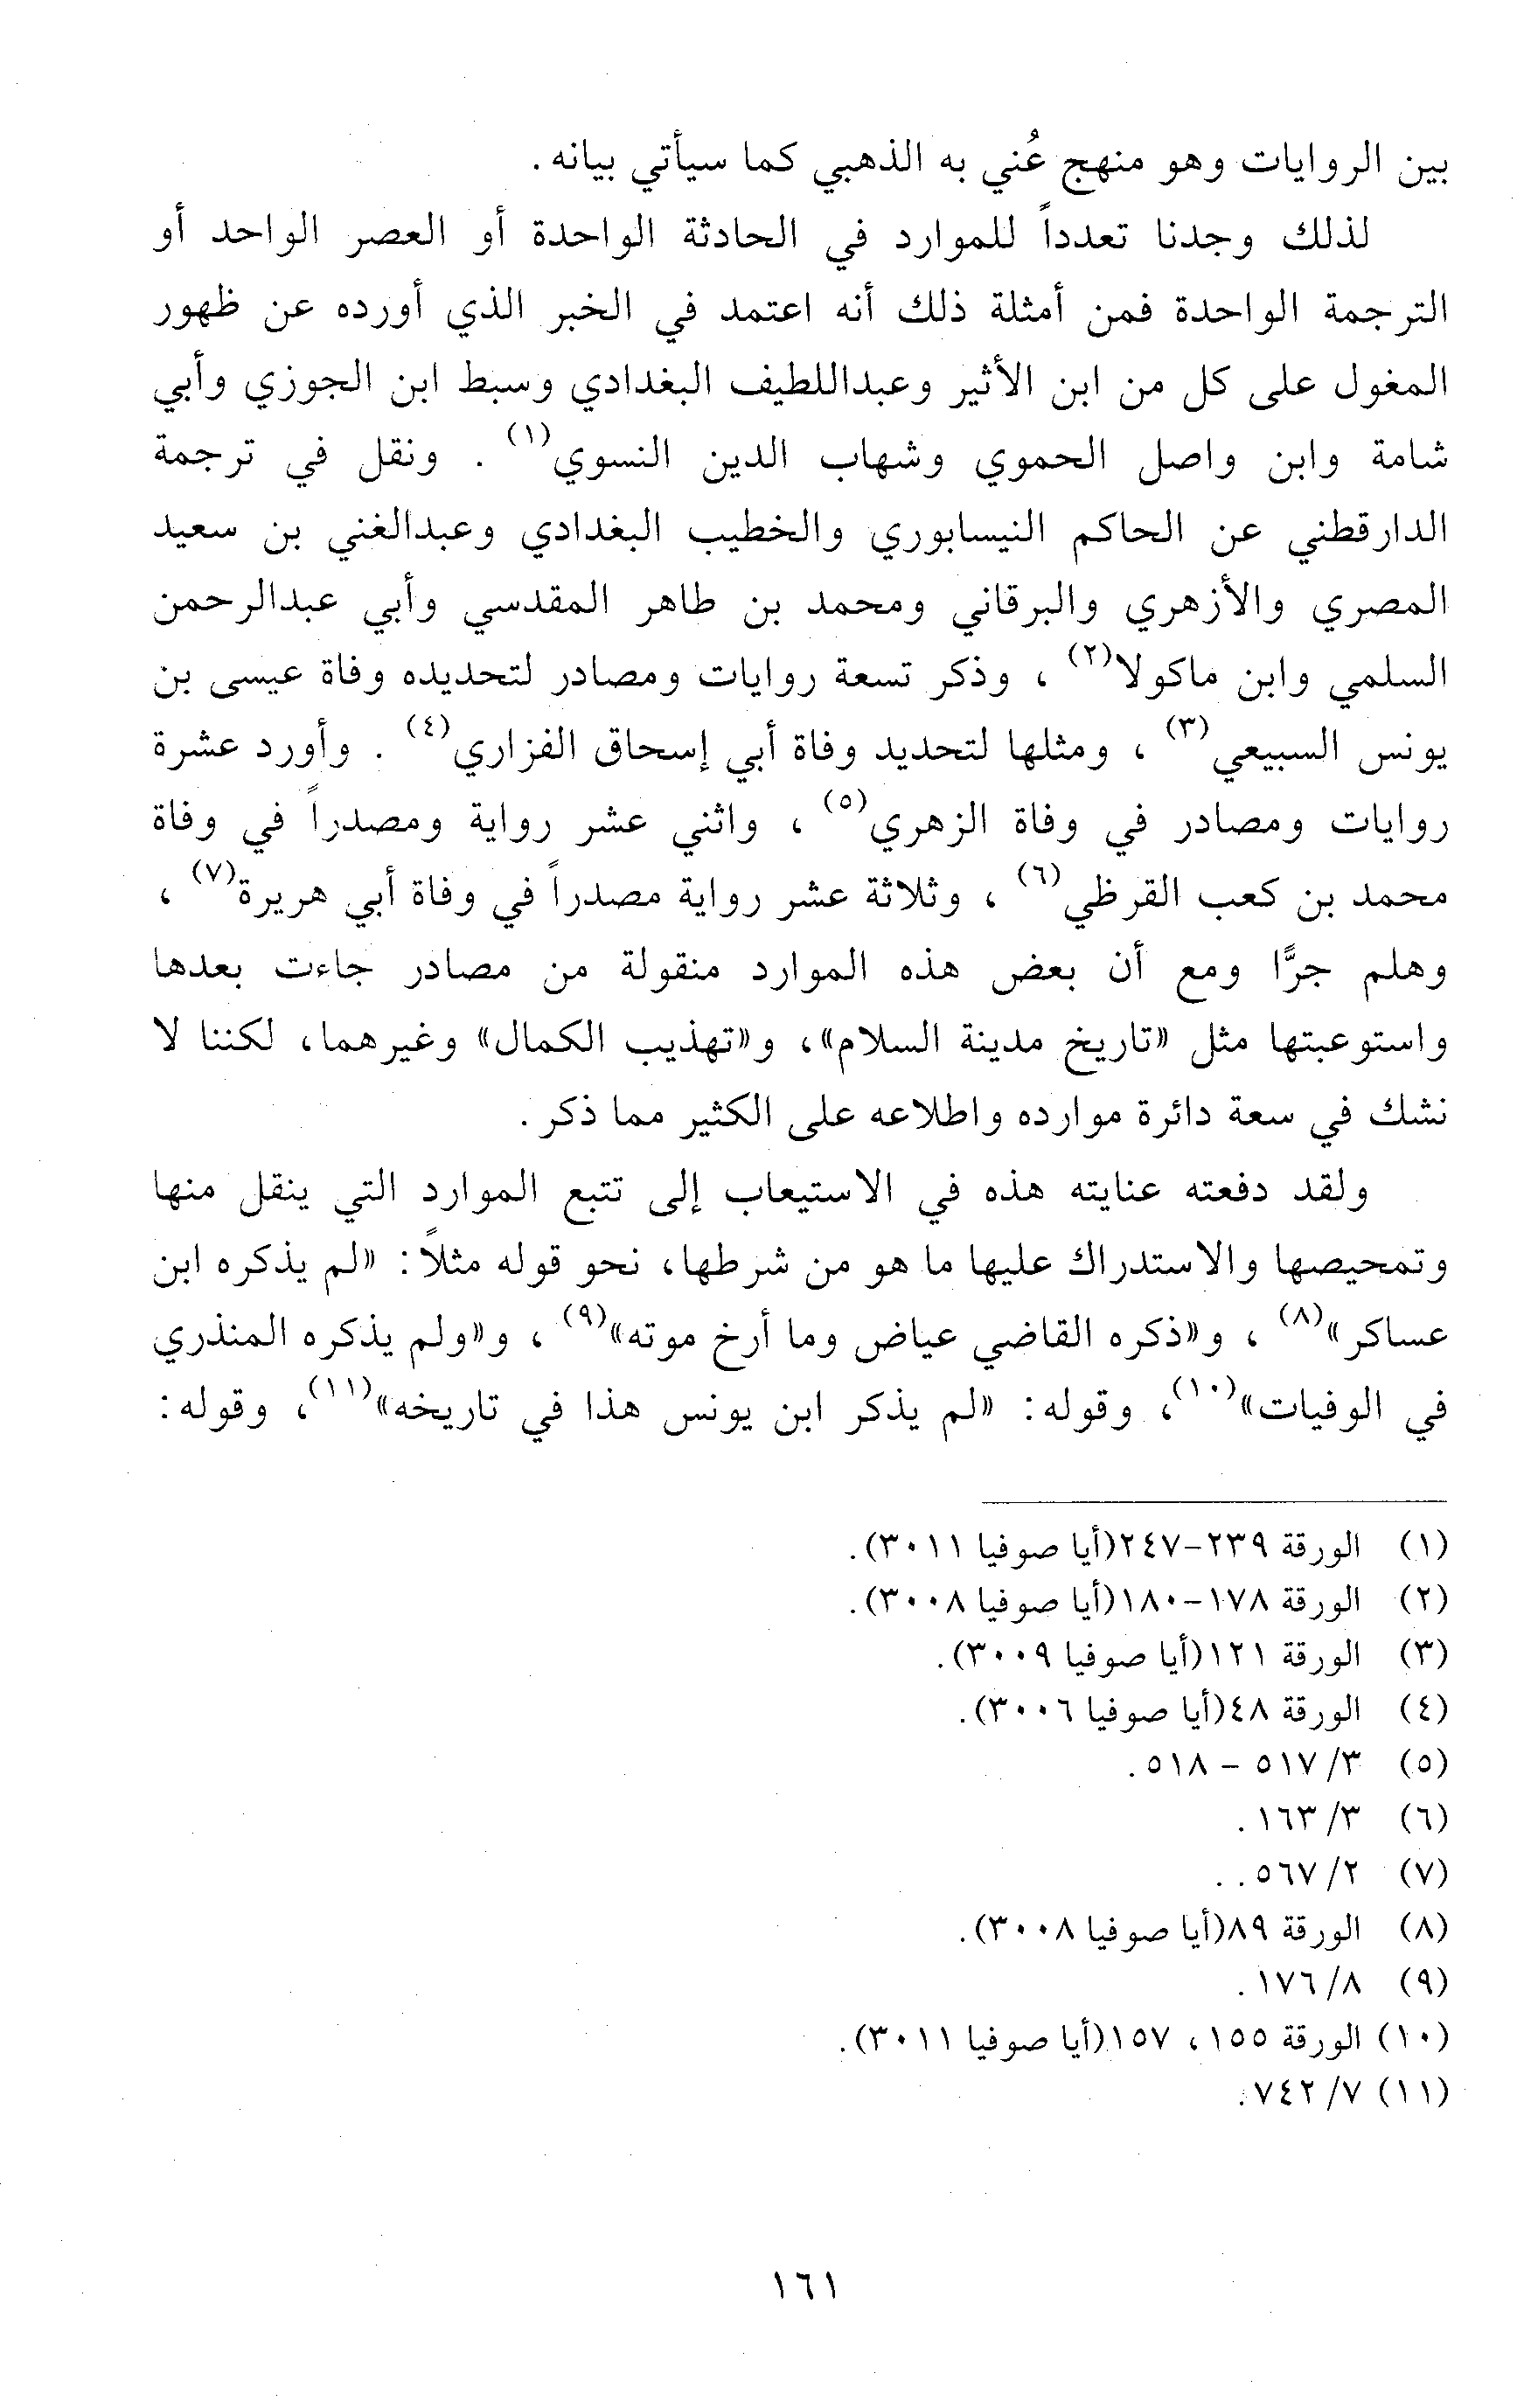 بين الروايات وهو منهج عُني به الذهبي كما سيأتي بيانه .
لذلك وجدنا تعدداً للموارد في الحادثة الواحدة أو العصر الواحد أو
الترجمة الواحدة فمن أمثلة ذلك أنه اعتمد في الخبر الذي أورده عن ظهور
المغول على كل من ابن الأثير وعبداللطيف البغدادي وسبط ابن الجوزي وأبي
شامة وابن واصل الحموي وشهاب الدين النسوي(١) . ونقل في ترجمة
الدارقطني عن الحاكم النيسابوري والخطيب البغدادي وعبدالغني بن سعيد
المصري والأزهري والبرقاني ومحمد بن طاهر المقدسي وأبي عبدالرحمن
السلمي وابن ماكولا(٢) ، وذكر تسعة روايات ومصادر لتحديده وفاة عيسى بن
يونس السبيعي(٣) ، ومثلها لتحديد وفاة أبي إسحاق الفزاري(٤) . وأورد عشرة
روايات ومصادر في وفاة الزهري(٥) ، واثني عشر رواية ومصدراً في وفاة
محمد بن كعب القرظي(٦) ، وثلاثة عشر رواية مصدراً في وفاة أبي هريرة(٧) ،
وهلم جرًّا ومع أن بعض هذه الموارد منقولة من مصادر جاءت بعدها
واستوعبتها مثل «تاريخ مدينة السلام»، و«تهذيب الكمال» وغيرهما، لكننا لا
نشك في سعة دائرة موارده واطلاعه على الكثير مما ذكر .
ولقد دفعته عنايته هذه في الاستيعاب إلى تتبع الموارد التي ينقل منها
وتمحيصها والاستدراك عليها ما هو من شرطها، نحو قوله مثلاً: «لم يذكره ابن
عساكر»(٨) ، و«ذكره القاضي عياض وما أرخ موته»(٩) ، و«ولم يذكره المنذري
في الوفيات»(١٠)، وقوله: «لم يذكر ابن يونس هذا في تاريخه»(١١)، وقوله:
(١) الورقة ٢٣٩-٢٤٧(أيا صوفيا ٣٠١١).
(٢) الورقة ١٧٨-١٨٠(أيا صوفيا ٣٠٠٨).
(٣) الورقة ١٢١(أيا صوفيا ٣٠٠٩).
(٤) الورقة ٤٨(أيا صوفيا ٣٠٠٦).
(٥) ٣/ ٥١٧ - ٥١٨ .
(٦) ٣/ ١٦٣ .
(٧) ٢/ ٥٦٧ . .
(٨) الورقة ٨٩(أيا صوفيا ٣٠٠٨).
(٩) ٨/ ١٧٦ .
(١٠) الورقة ١٥٥ ، ١٥٧(أيا صوفيا ٣٠١١).
(١١) ٧/ ٧٤٢.
١٦١